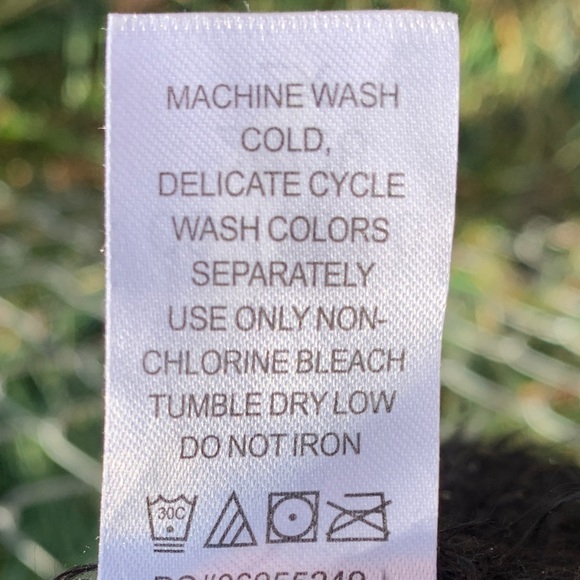 MACHINE WASH
COLD,
DELICATE CYCLE
WASH COLORS
SEPARATELY
USE ONLY NON-
CHLORINE BLEACH
TUMBLE DRY LOW
DO NOT IRON
30C